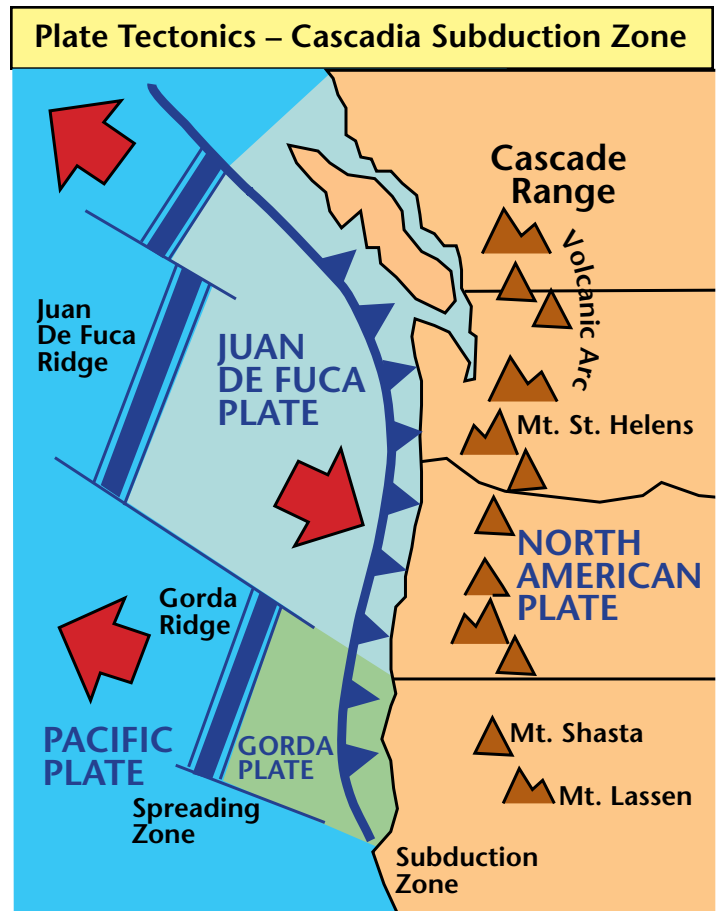 Plate Tectonics – Cascadia Subduction Zone
Cascade
Range
Volcanic Arc
Juan
De Fuca
Ridge
JUAN
DE FUCA
PLATE
Mt. St. Helens
NORTH
AMERICAN
PLATE
Gorda
Ridge
PACIFIC
PLATE
GORDA
PLATE
Mt. Shasta
Mt. Lassen
Spreading
Zone
Subduction
Zone